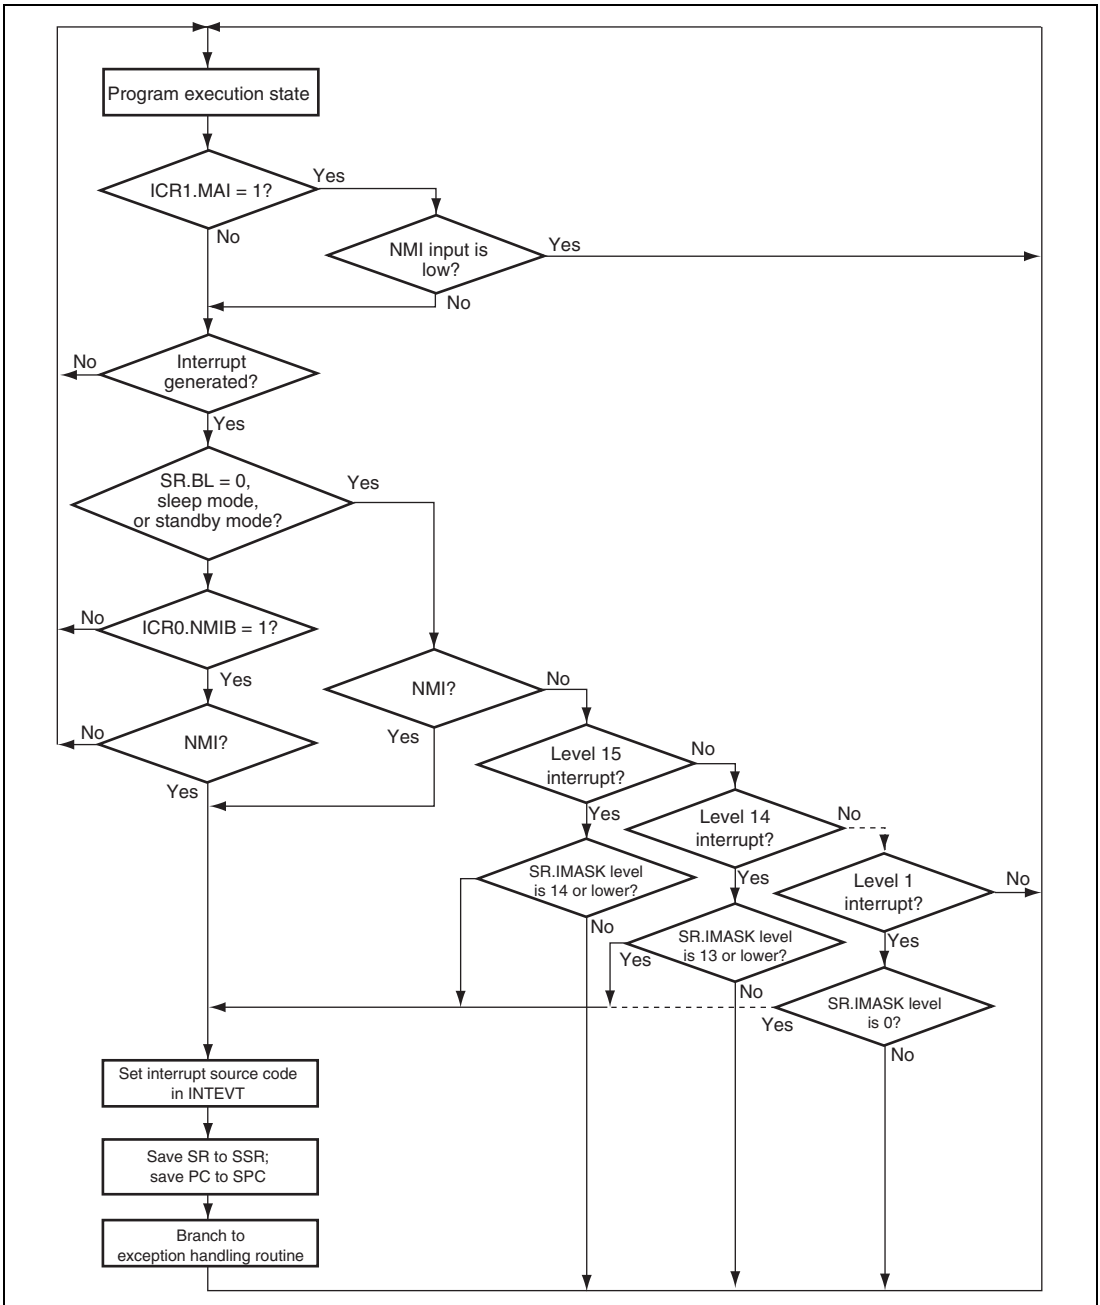 Program execution state
ICR1.MAI = 1?
Yes
No
NMI input is
low?
Yes
No
Interrupt
generated?
No
Yes
SR.BL = 0,
sleep mode,
or standby mode?
Yes
ICR0.NMIB = 1?
No
Yes
NMI?
No
Yes
NMI?
No
Yes
Level 15
interrupt?
No
Yes
Level 14
interrupt?
No
Yes
Level 1
interrupt?
No
Yes
SR.IMASK level
is 14 or lower?
No
SR.IMASK level
is 13 or lower?
Yes
No
SR.IMASK level
is 0?
Yes
No
Set interrupt source code
in INTEVT
Save SR to SSR;
save PC to SPC
Branch to
exception handling routine